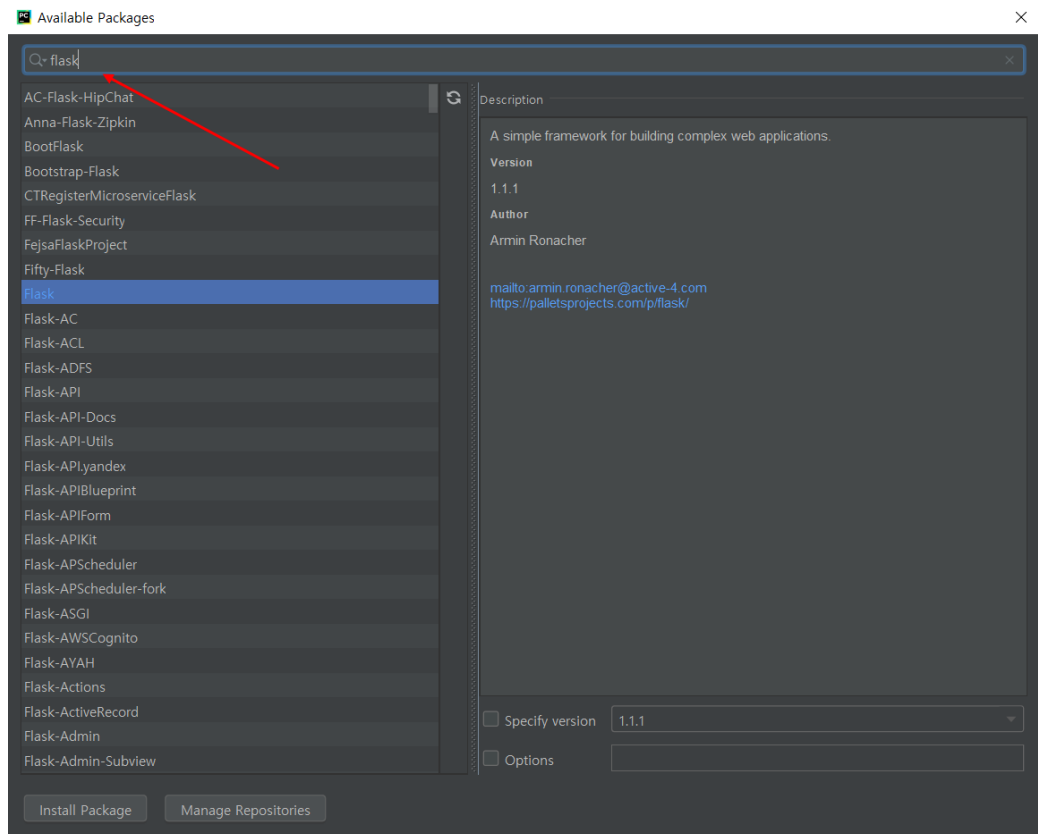 Available Packages
flask
AC-Flask-HipChat
Anna-Flask-Zipkin
BootFlask
Bootstrap-Flask
CTRegisterMicroserviceFlask
FF-Flask-Security
FejsaFlaskProject
Fifty-Flask
Flask
Flask-AC
Flask-ACL
Flask-ADFS
Flask-API
Flask-API-Docs
Flask-API-Utils
Flask-API.yandex
Flask-APIBlueprint
Flask-APIForm
Flask-APIKit
Flask-APScheduler
Flask-APScheduler-fork
Flask-ASGI
Flask-AWSCognito
Flask-AYAH
Flask-Actions
Flask-ActiveRecord
Flask-Admin
Flask-Admin-Subview
Description
A simple framework for building complex web applications.
Version
1.1.1
Author
Armin Ronacher
mailto:armin.ronacher@active-4.com
https://palletsprojects.com/p/flask/
Specify version 1.1.1
Options
Install Package Manage Repositories